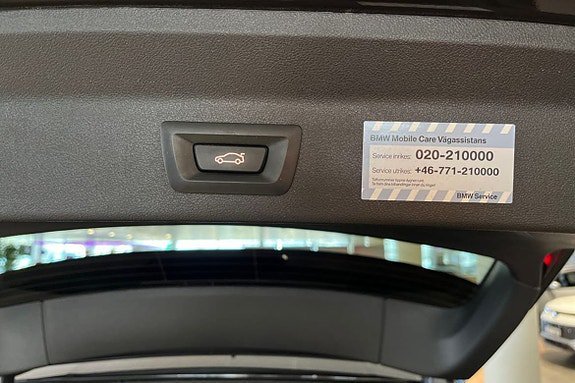 BMW Mobile Care Vägassistans
Service inrikes: 020-210000
Service utrikes: +46-771-210000
BMW Service